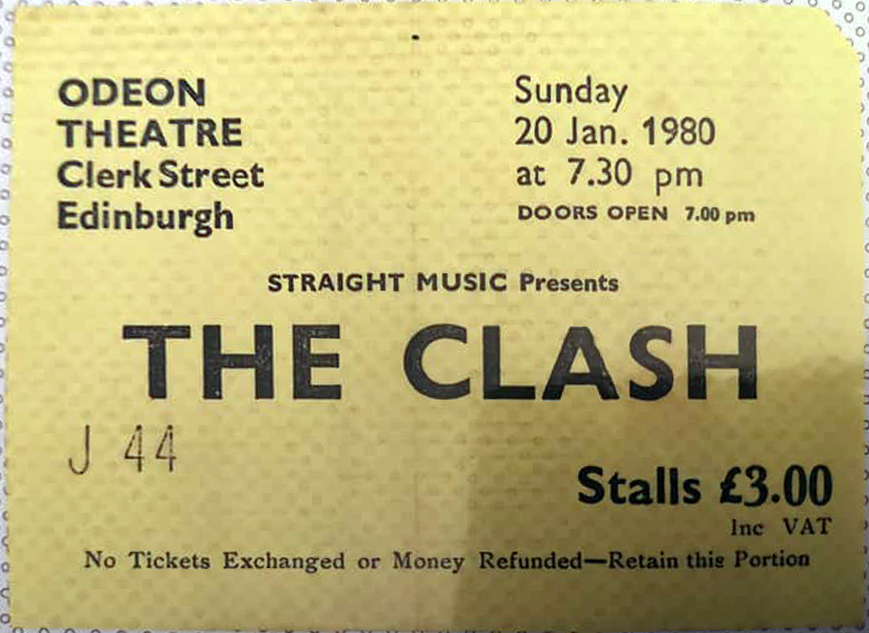 ODEON
THEATRE
Clerk Street
Edinburgh
Sunday
20 Jan. 1980
at 7.30 pm
DOORS OPEN 7.00 pm
STRAIGHT MUSIC Presents
THE CLASH
J 44
Stalls £3.00
Inc VAT
No Tickets Exchanged or Money Refunded—Retain this Portion